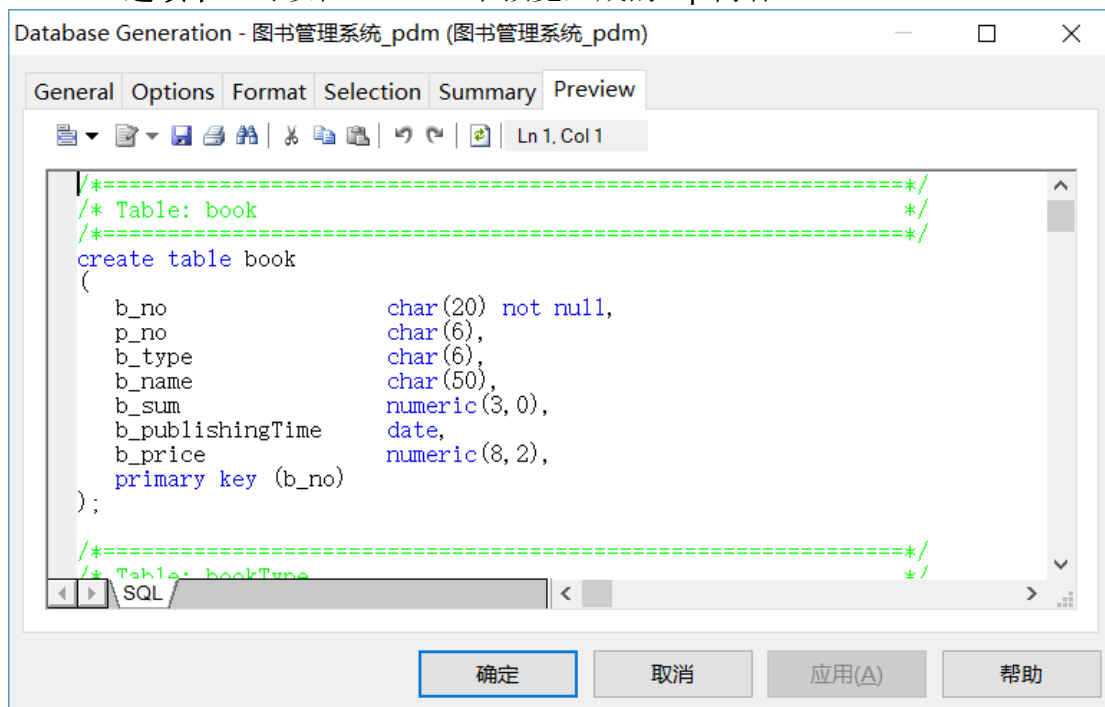 Database Generation - 图书管理系统_pdm (图书管理系统_pdm)
General Options Format Selection Summary Preview
Ln 1, Col 1
/*==============================================================*/
/* Table: book */
/*==============================================================*/
create table book
(
b_no char(20) not null,
p_no char(6),
b_type char(6),
b_name char(50),
b_sum numeric(3,0),
b_publishingTime date,
b_price numeric(8,2),
primary key (b_no)
);
/*==============================================================*/
/* Table: bookType */
SQL
确定 取消 应用(A) 帮助